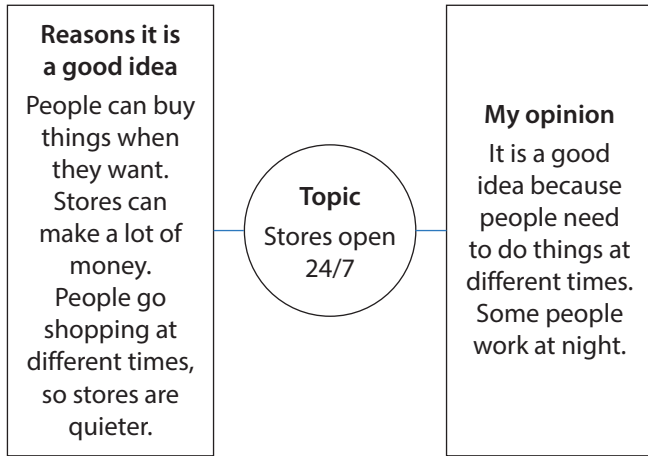 Reasons it is
a good idea
People can buy
things when
they want.
Stores can
make a lot of
money.
People go
shopping at
different times,
so stores are
quieter.
Topic
Stores open
24/7
My opinion
It is a good
idea because
people need
to do things at
different times.
Some people
work at night.